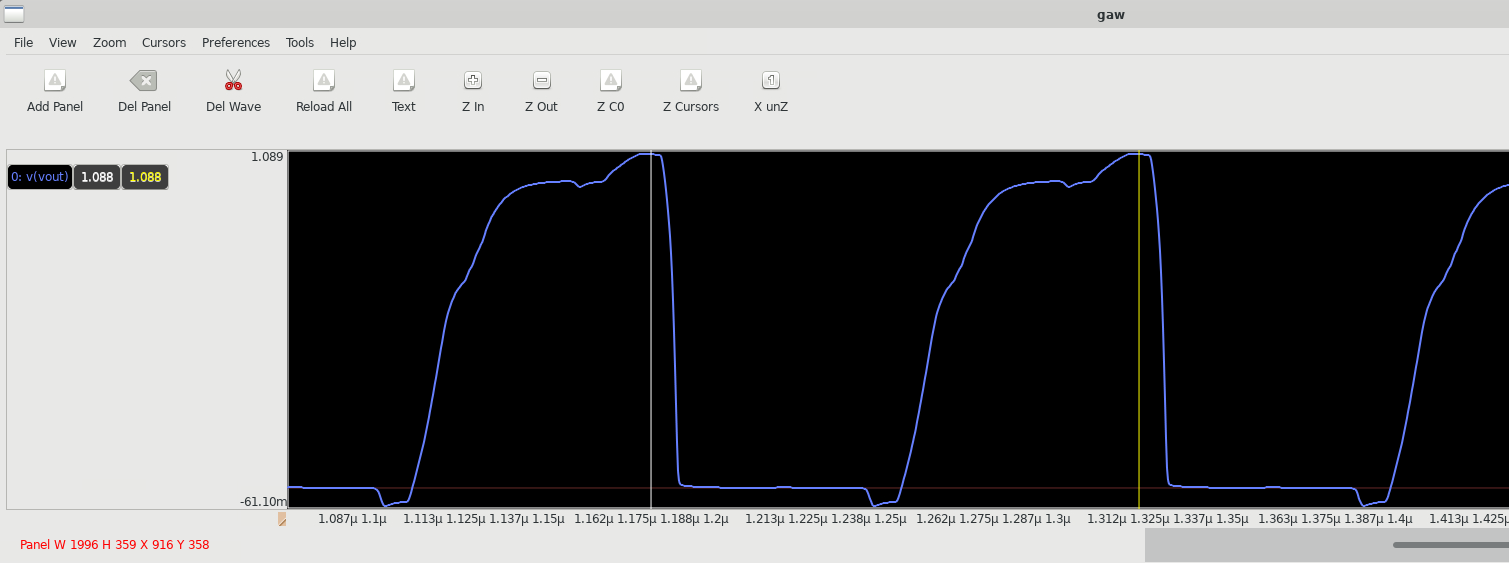 gaw
File View Zoom Cursors Preferences Tools Help
Add Panel Del Panel Del Wave Reload All Text Z In Z Out Z C0 Z Cursors X unZ
1.089
0: v(vout) 1.088 1.088
-61.10m
1.087µ 1.1µ 1.113µ 1.125µ 1.137µ 1.15µ 1.162µ 1.175µ 1.188µ 1.2µ 1.213µ 1.225µ 1.238µ 1.25µ 1.262µ 1.275µ 1.287µ 1.3µ 1.312µ 1.325µ 1.337µ 1.35µ 1.363µ 1.375µ 1.387µ 1.4µ 1.413µ 1.425µ
Panel W 1996 H 359 X 916 Y 358